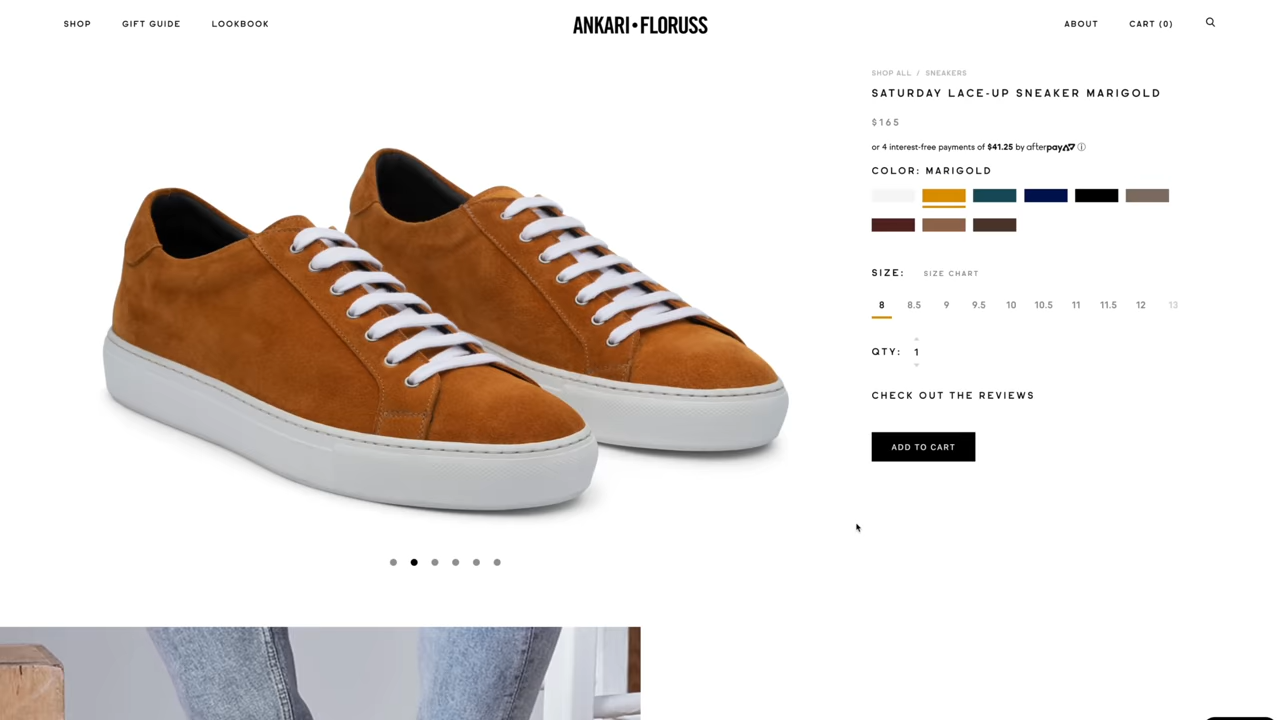 SHOP GIFT GUIDE LOOKBOOK ANKARI•FLORUSS ABOUT CART (0)
SHOP ALL / SNEAKERS
SATURDAY LACE-UP SNEAKER MARIGOLD
$165
or 4 interest-free payments of $41.25 by afterpay
COLOR: MARIGOLD
SIZE: SIZE CHART
8 8.5 9 9.5 10 10.5 11 11.5 12 13
QTY: 1
CHECK OUT THE REVIEWS
ADD TO CART